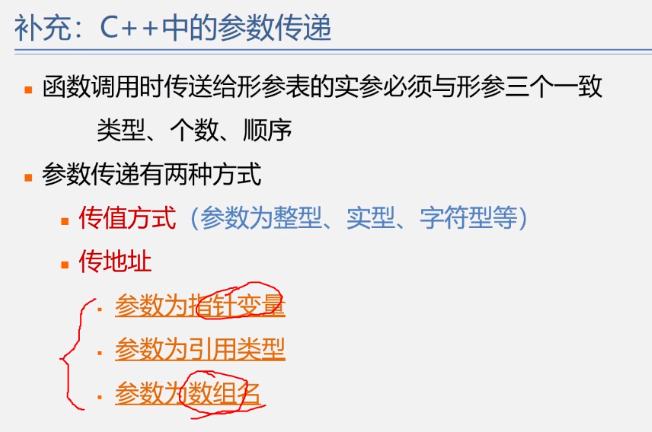 补充：C++中的参数传递
函数调用时传送给形参表的实参必须与形参三个一致
类型、个数、顺序
参数传递有两种方式
传值方式（参数为整型、实型、字符型等）
传地址
参数为指针变量
参数为引用类型
参数为数组名